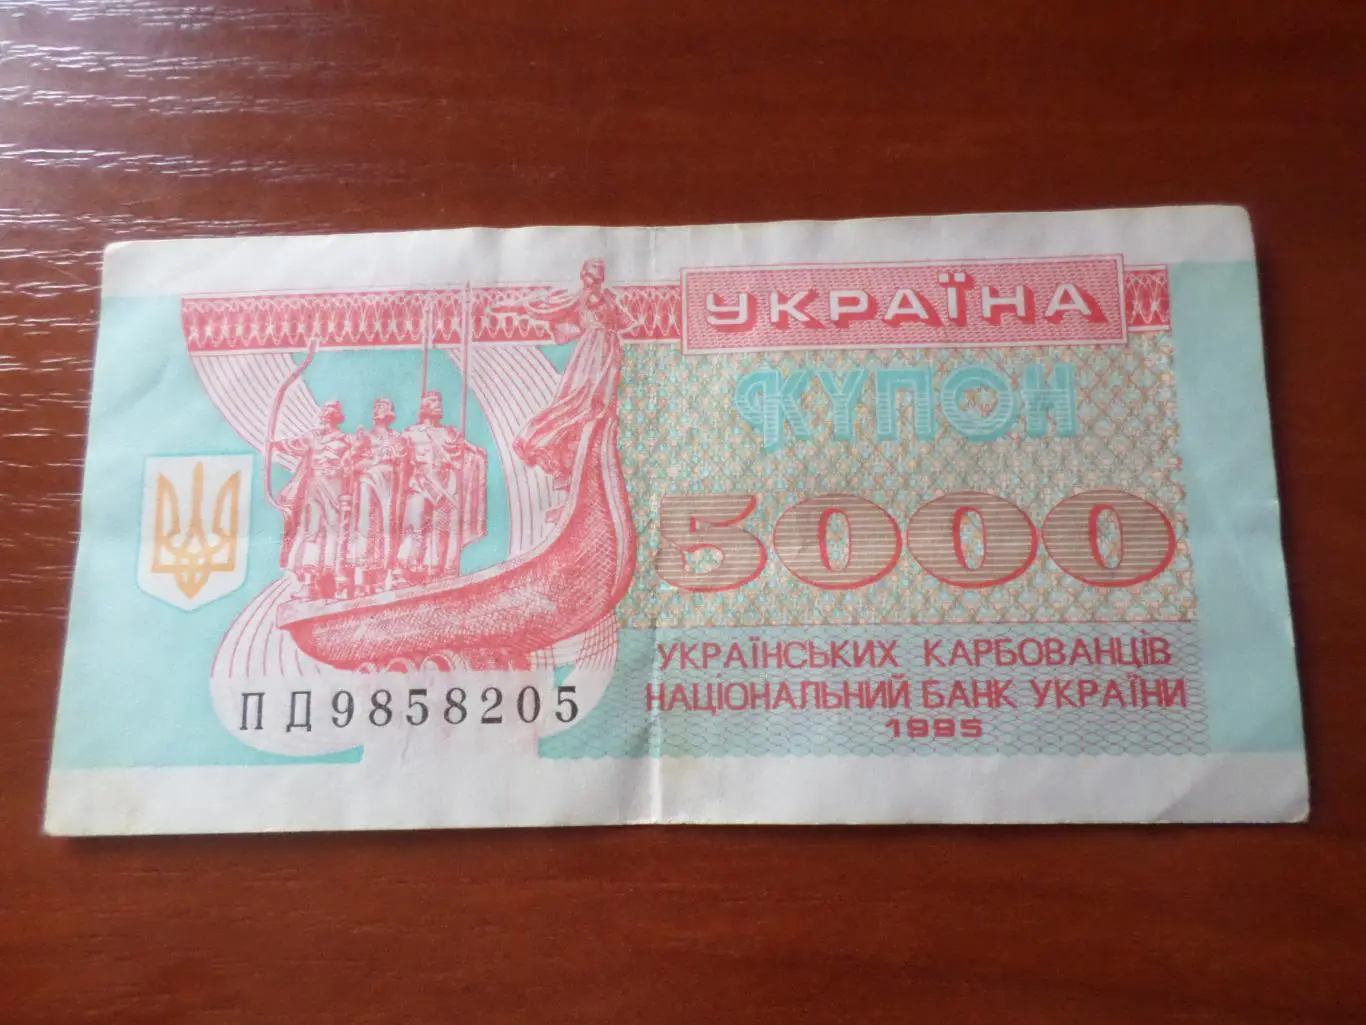 УКРАЇНА
КУПОН
5000
УКРАЇНСЬКИХ КАРБОВАНЦІВ
НАЦІОНАЛЬНИЙ БАНК УКРАЇНИ
1995
ПД9858205